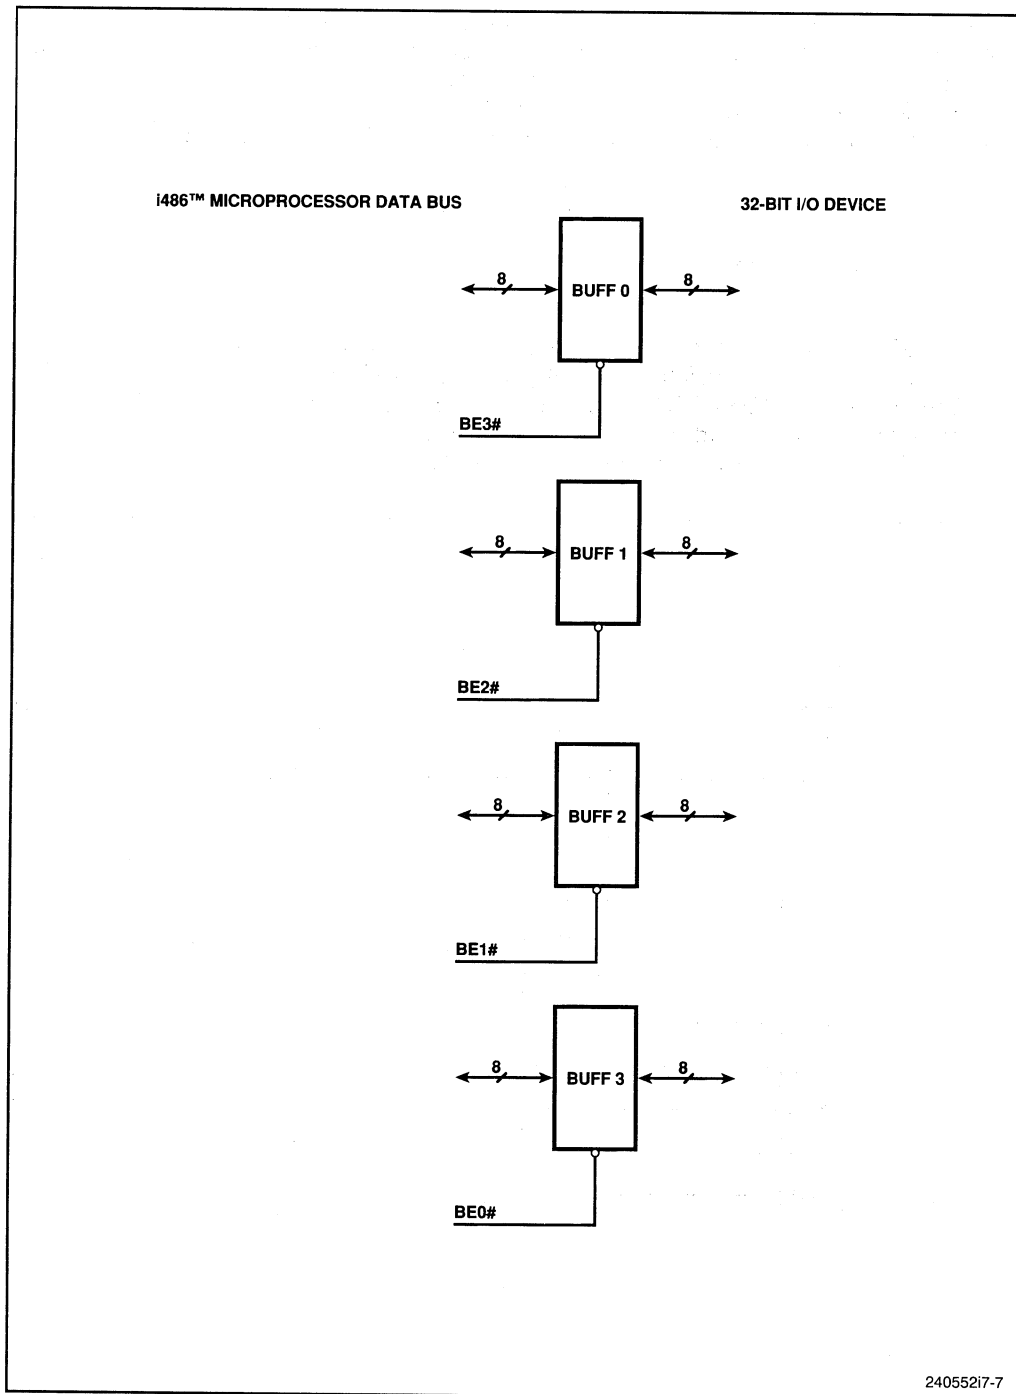 i486™ MICROPROCESSOR DATA BUS
32-BIT I/O DEVICE
8
BUFF 0
8
BE3#
8
BUFF 1
8
BE2#
8
BUFF 2
8
BE1#
8
BUFF 3
8
BE0#
240552i7-7